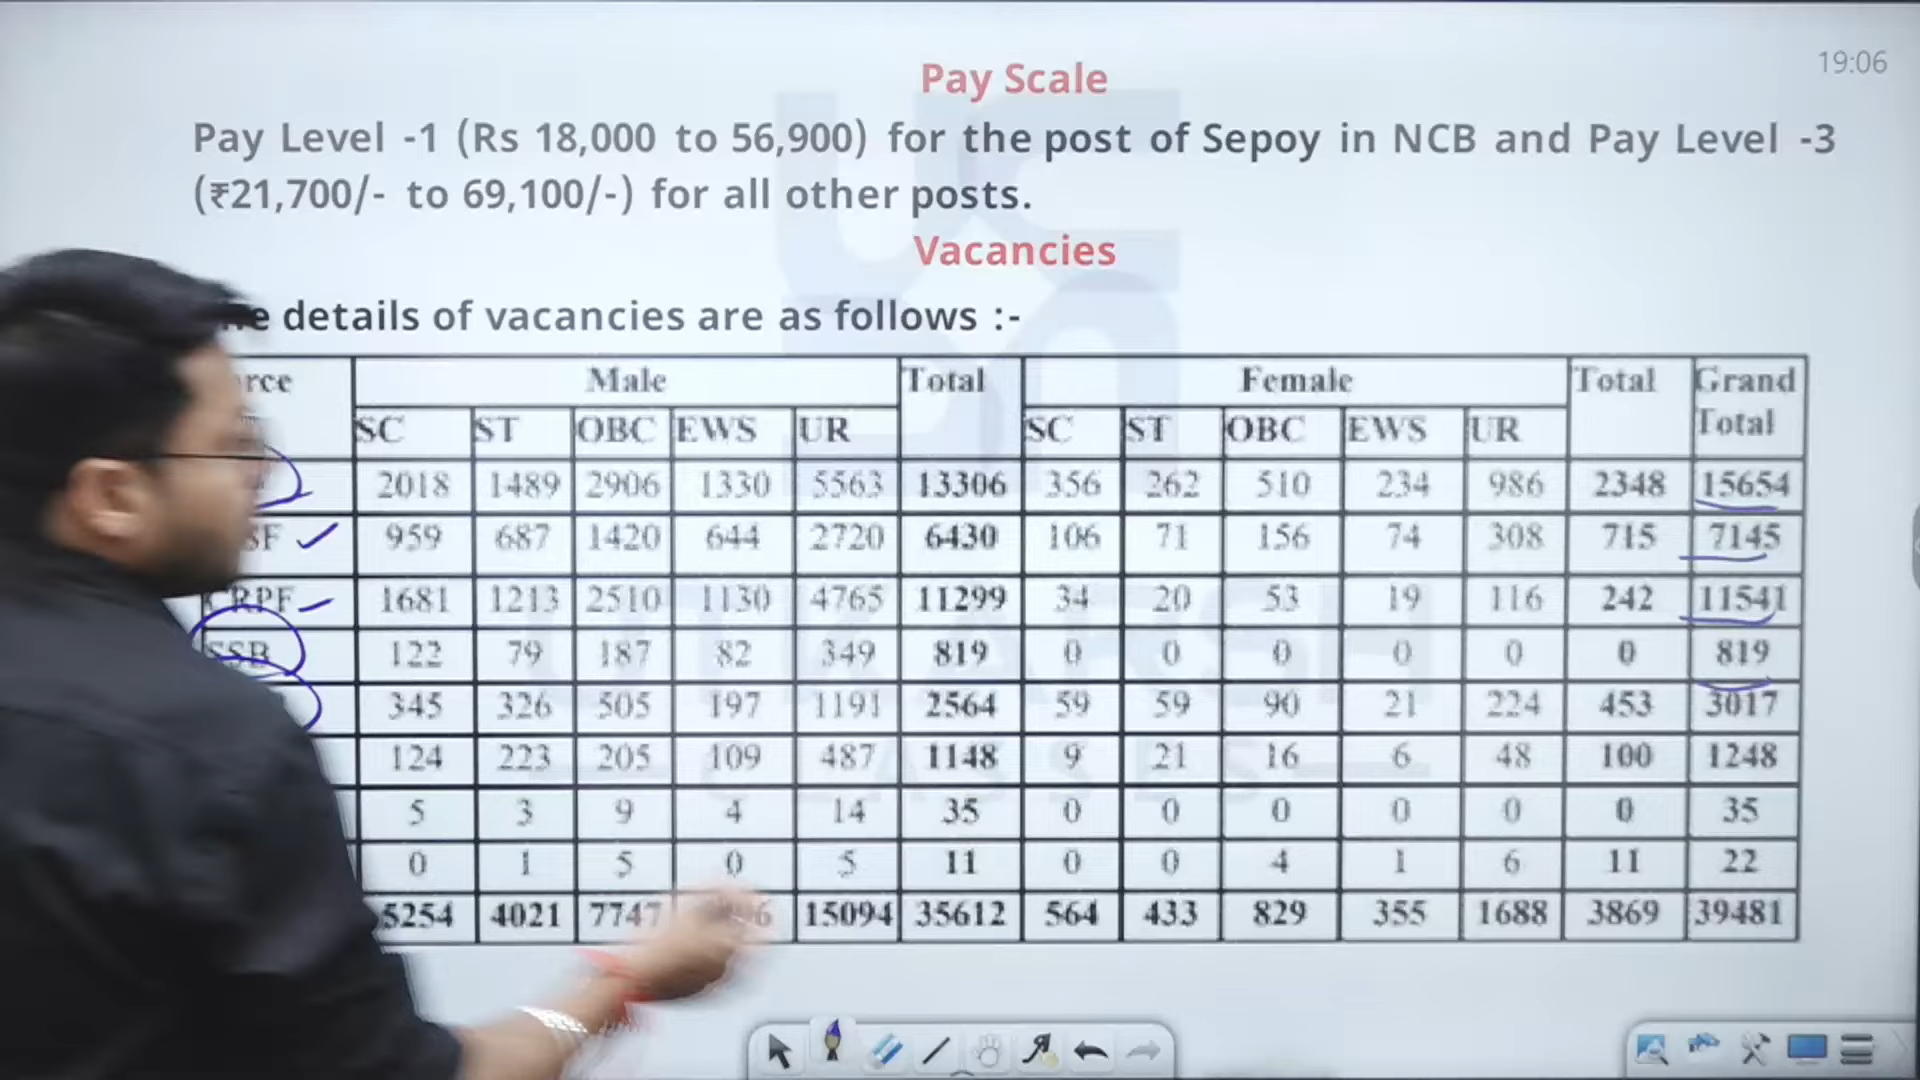 19:06
Pay Scale
Pay Level -1 (Rs 18,000 to 56,900) for the post of Sepoy in NCB and Pay Level -3
(₹21,700/- to 69,100/-) for all other posts.
Vacancies
details of vacancies are as follows :-
Male Total Female Total Grand Total
SC ST OBC EWS UR SC ST OBC EWS UR
2018 1489 2906 1330 5563 13306 356 262 510 234 986 2348 15654
959 687 1420 644 2720 6430 106 71 156 74 308 715 7145
CRPF 1681 1213 2510 1130 4765 11299 34 20 53 19 116 242 11541
SSB 122 79 187 82 349 819 0 0 0 0 0 0 819
345 326 505 197 1191 2564 59 59 90 21 224 453 3017
124 223 205 109 487 1148 9 21 16 6 48 100 1248
5 3 9 4 14 35 0 0 0 0 0 0 35
0 1 5 0 5 11 0 0 4 1 6 11 22
5254 4021 7747 15094 35612 564 433 829 355 1688 3869 39481
UTKARSH
CLASSES